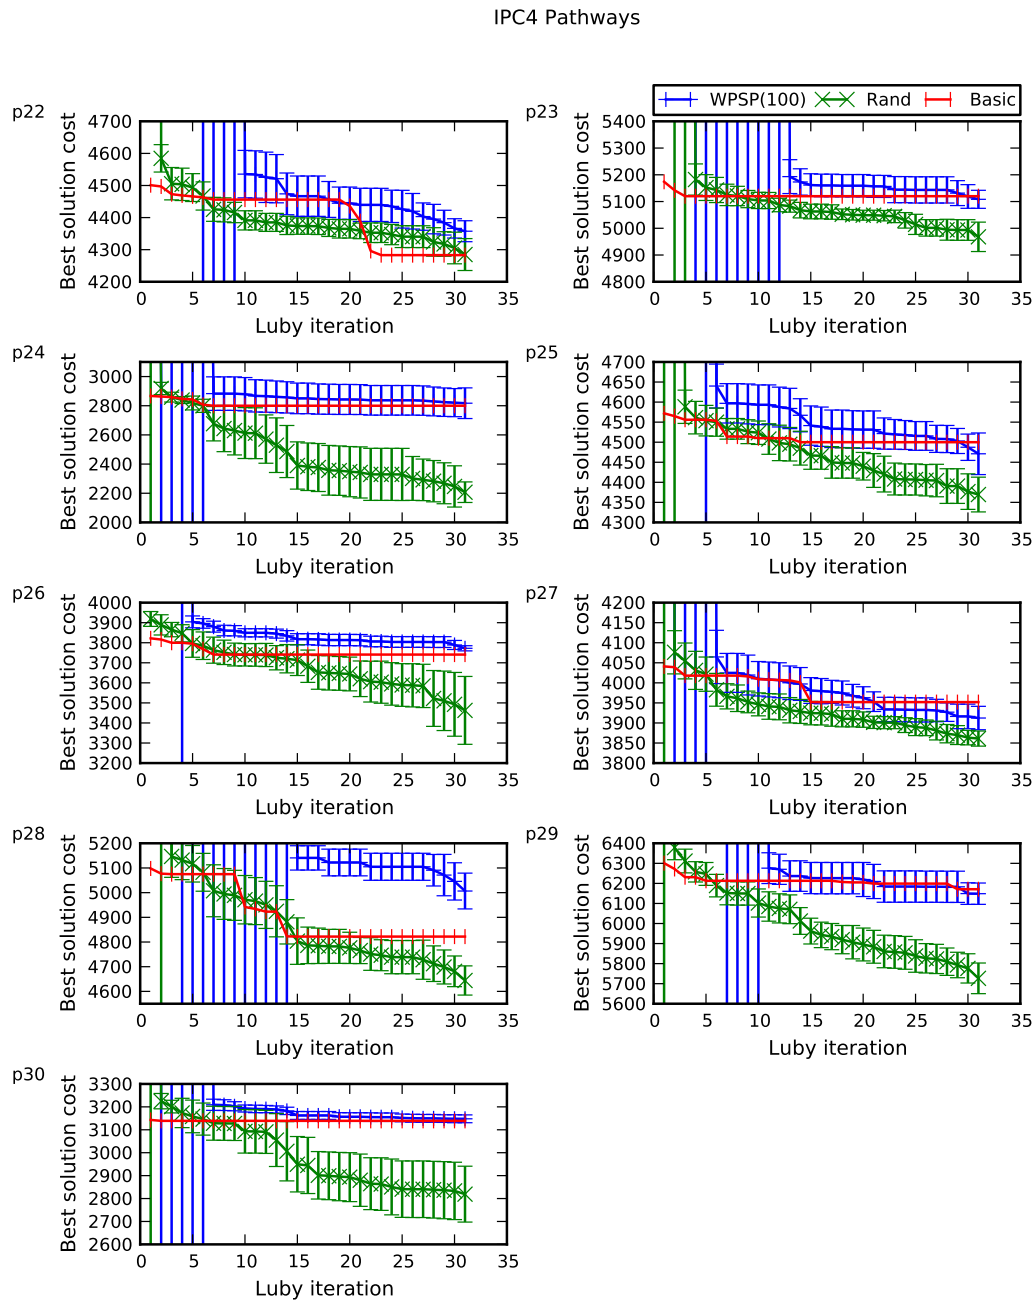 IPC4 Pathways
WPSP(100) Rand Basic
p22
Best solution cost
4700
4600
4500
4400
4300
4200
0 5 10 15 20 25 30 35
Luby iteration
p23
Best solution cost
5400
5300
5200
5100
5000
4900
4800
0 5 10 15 20 25 30 35
Luby iteration
p24
Best solution cost
3000
2800
2600
2400
2200
2000
0 5 10 15 20 25 30 35
Luby iteration
p25
Best solution cost
4700
4650
4600
4550
4500
4450
4400
4350
4300
0 5 10 15 20 25 30 35
Luby iteration
p26
Best solution cost
4000
3900
3800
3700
3600
3500
3400
3300
3200
0 5 10 15 20 25 30 35
Luby iteration
p27
Best solution cost
4200
4150
4100
4050
4000
3950
3900
3850
3800
0 5 10 15 20 25 30 35
Luby iteration
p28
Best solution cost
5200
5100
5000
4900
4800
4700
4600
0 5 10 15 20 25 30 35
Luby iteration
p29
Best solution cost
6400
6300
6200
6100
6000
5900
5800
5700
5600
0 5 10 15 20 25 30 35
Luby iteration
p30
Best solution cost
3300
3200
3100
3000
2900
2800
2700
2600
0 5 10 15 20 25 30 35
Luby iteration